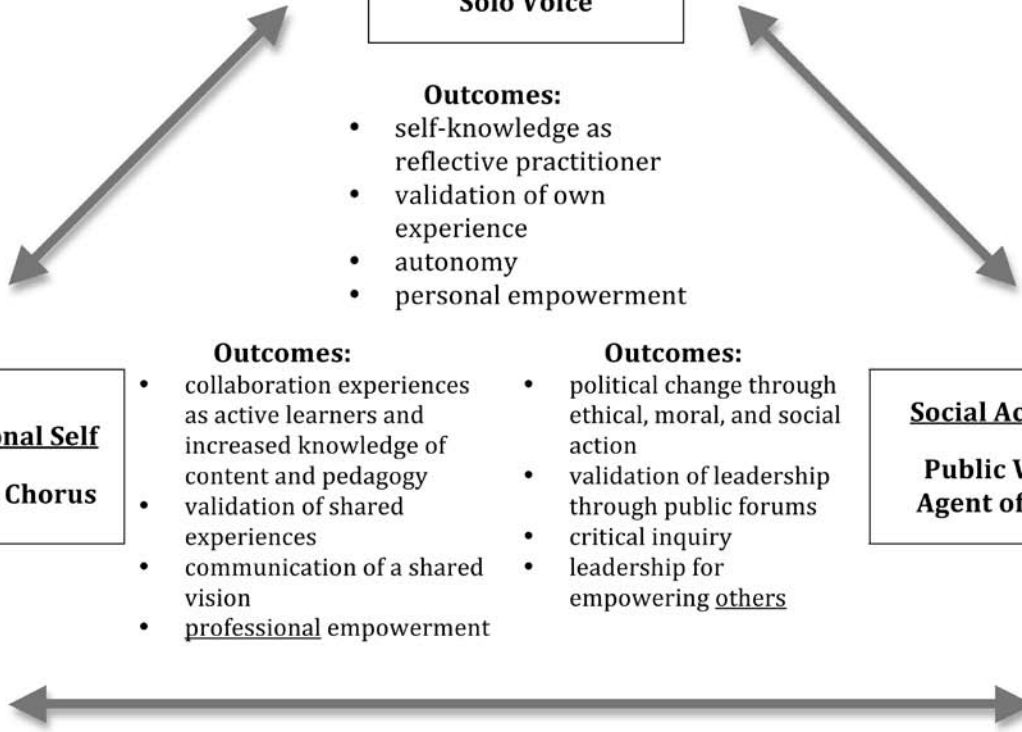 Solo Voice
Outcomes:
• self-knowledge as
reflective practitioner
• validation of own
experience
• autonomy
• personal empowerment
onal Self
Chorus
Outcomes:
• collaboration experiences
as active learners and
increased knowledge of
content and pedagogy
• validation of shared
experiences
• communication of a shared
vision
• professional empowerment
Outcomes:
• political change through
ethical, moral, and social
action
• validation of leadership
through public forums
• critical inquiry
• leadership for
empowering others
Social Ac
Public
Agent of